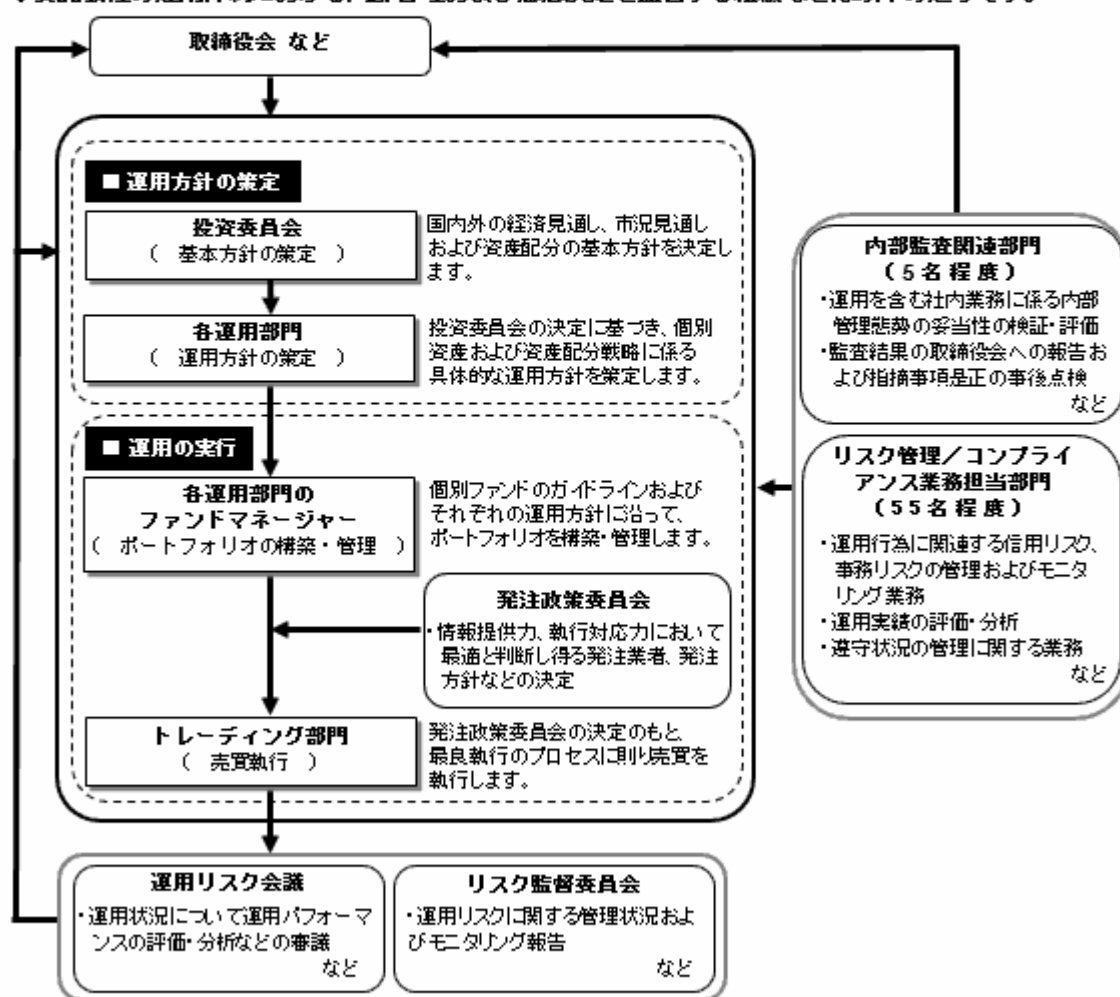 取締役会 など
■ 運用方針の策定
投資委員会
( 基本方針の策定 )
国内外の経済見通し、市況見通し
および資産配分の基本方針を決定し
ます。
各運用部門
( 運用方針の策定 )
投資委員会の決定に基づき、個別
資産および資産配分戦略に係る
具体的な運用方針を策定します。
■ 運用の実行
各運用部門の
ファンドマネージャー
( ポートフォリオの構築・管理 )
個別ファンドのガイドラインおよび
それぞれの運用方針に沿って、
ポートフォリオを構築・管理します。
発注政策委員会
・情報提供力、執行対応力において
最適と判断し得る発注業者、発注
方針などの決定
トレーディング部門
( 売買執行 )
発注政策委員会の決定のもと
最良執行のプロセスに則り売買を
執行します。
内部監査関連部門
(5名程度)
・運用を含む社内業務に係る内部
管理態勢の妥当性の検証・評価
・監査結果の取締役会への報告お
よび指摘事項是正の事後点検
など
リスク管理/コンプライ
アンス業務担当部門
(55名程度)
・運用行為に関連する信用リスク、
事務リスクの管理およびモニタ
リング業務
・運用実績の評価・分析
・遵守状況の管理に関する業務
など
運用リスク会議
・運用状況について運用パフォーマ
ンスの評価・分析などの審議
など
リスク監督委員会
・運用リスクに関する管理状況およ
びモニタリング報告
など